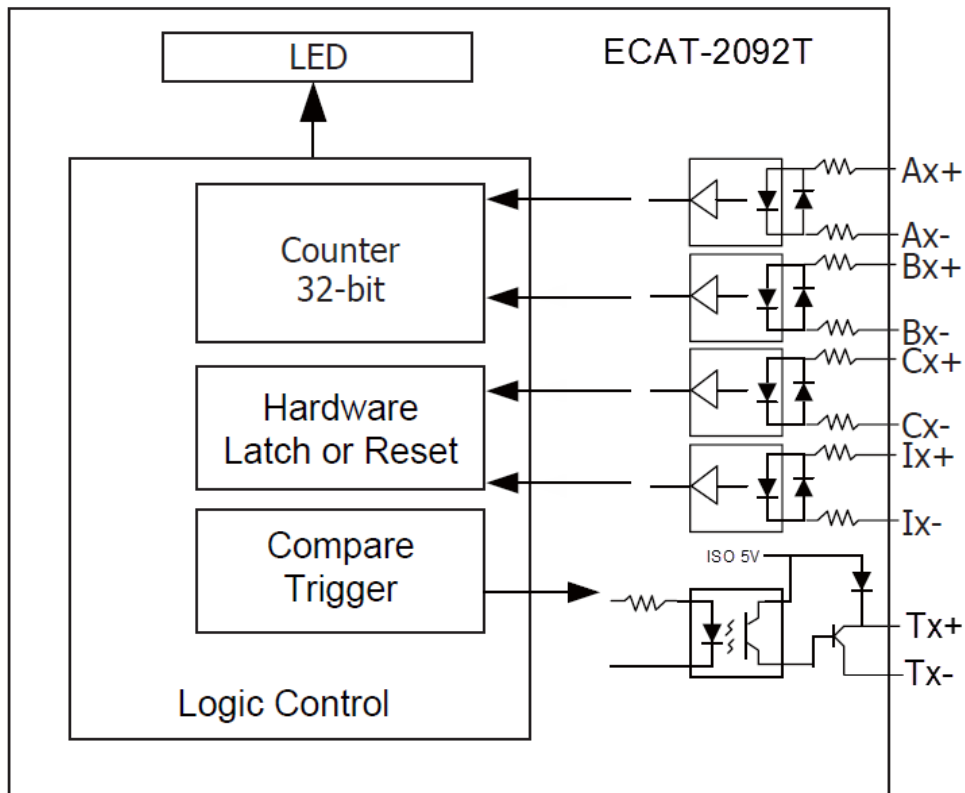 LED
ECAT-2092T
Counter
32-bit
Hardware
Latch or Reset
Compare
Trigger
Logic Control
Ax+
Ax-
Bx+
Bx-
Cx+
Cx-
Ix+
Ix-
ISO 5V
Tx+
Tx-